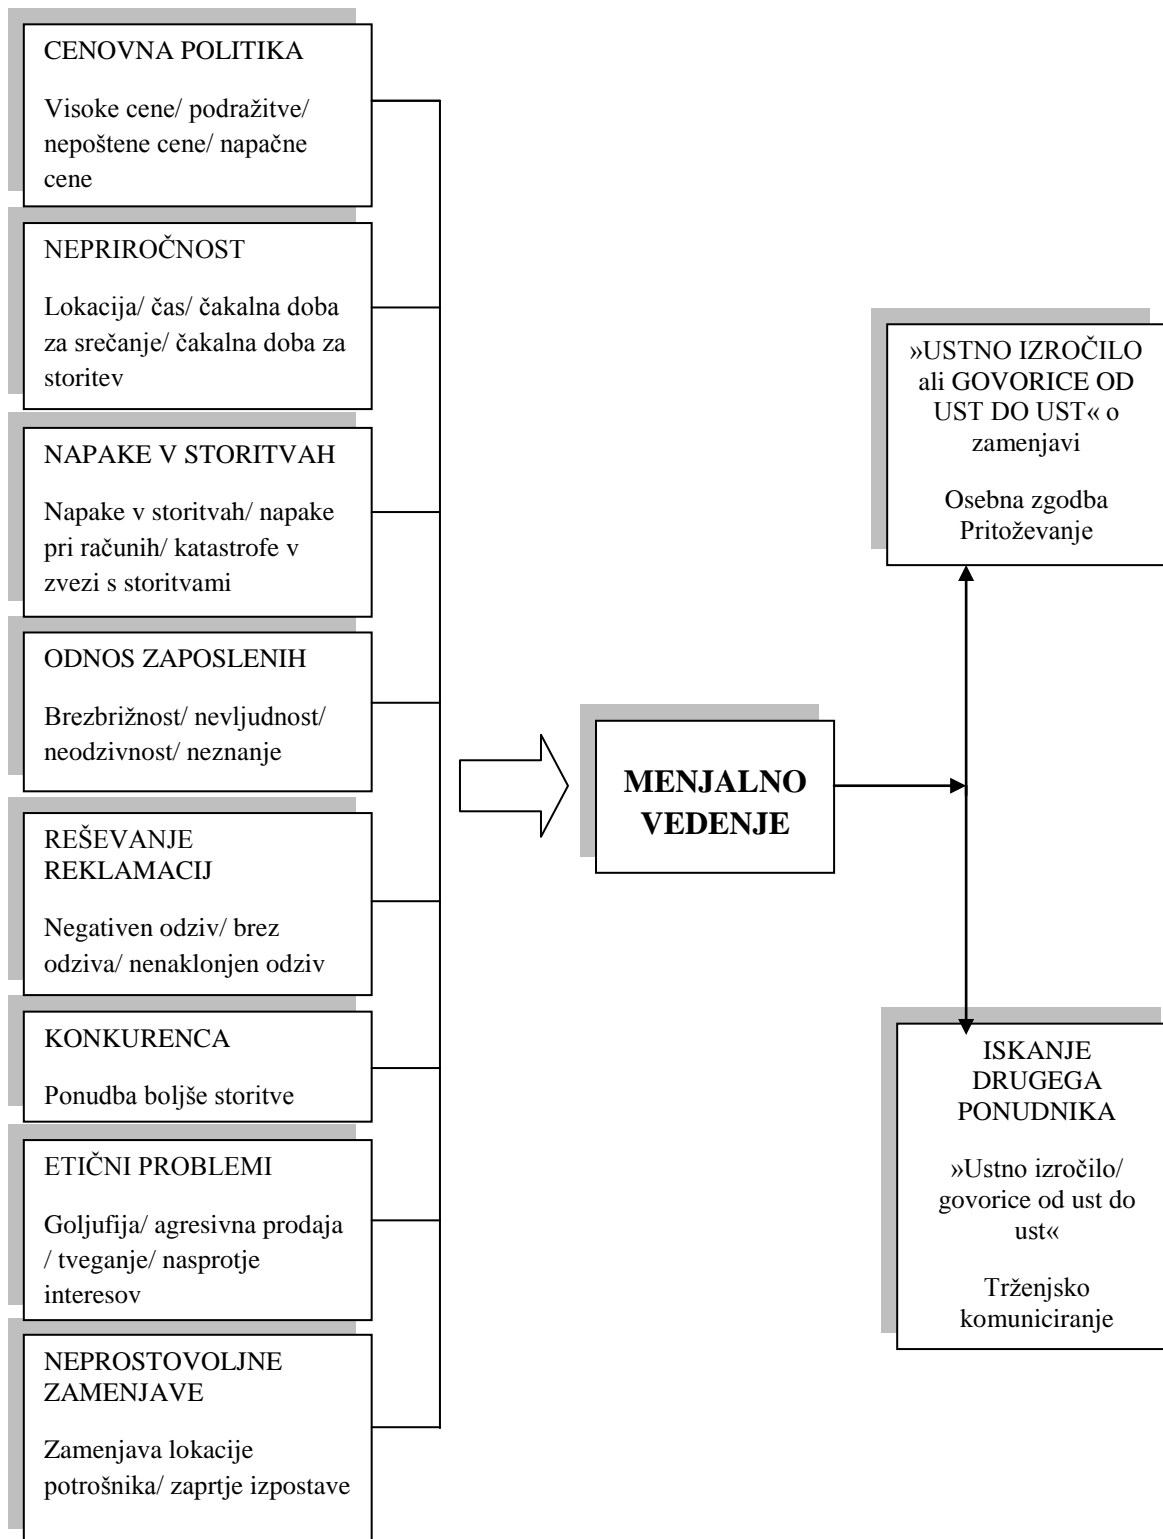 CENOVNA POLITIKA
Visoke cene/ podražitve/
nepoštene cene/ napačne
cene
NEPRIROČNOST
Lokacija/ čas/ čakalna doba
za srečanje/ čakalna doba za
storitev
NAPAKE V STORITVAH
Napake v storitvah/ napake
pri računih/ katastrofe v
zvezi s storitvami
ODNOS ZAPOSLENIH
Brezbrižnost/ nevljudnost/
neodzivnost/ neznanje
REŠEVANJE
REKLAMACIJ
Negativen odziv/ brez
odziva/ nenaklonjen odziv
KONKURENCA
Ponudba boljše storitve
ETIČNI PROBLEMI
Goljufija/ agresivna prodaja
/ tveganje/ nasprotje
interesov
NEPROSTOVOLJNE
ZAMENJAVE
Zamenjava lokacije
potrošnika/ zaprtje izpostave
MENJALNO
VEDENJE
»USTNO IZROČILO
ali GOVORICE OD
UST DO UST« o
zamenjavi
Osebna zgodba
Pritoževanje
ISKANJE
DRUGEGA
PONUDNIKA
»Ustno izročilo/
govorice od ust do
ust«
Trženjsko
komuniciranje